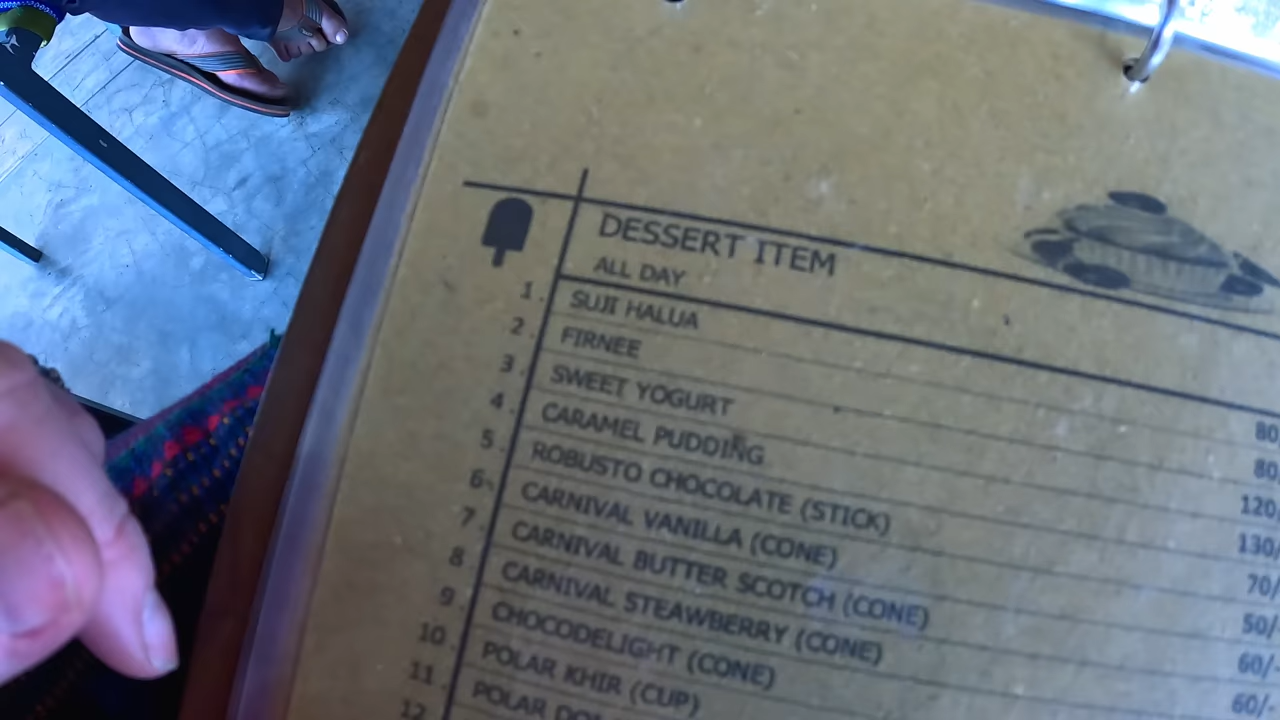 DESSERT ITEM
ALL DAY
1. SUJI HALUA 80
2. FIRNEE 80
3. SWEET YOGURT 120/
4. CARAMEL PUDDING 130/
5. ROBUSTO CHOCOLATE (STICK) 70/
6. CARNIVAL VANILLA (CONE) 50/
7. CARNIVAL BUTTER SCOTCH (CONE) 60/
8. CARNIVAL STEAWBERRY (CONE) 60/-
9. CHOCODELIGHT (CONE)
10. POLAR KHIR (CUP)
11. POLAR
12